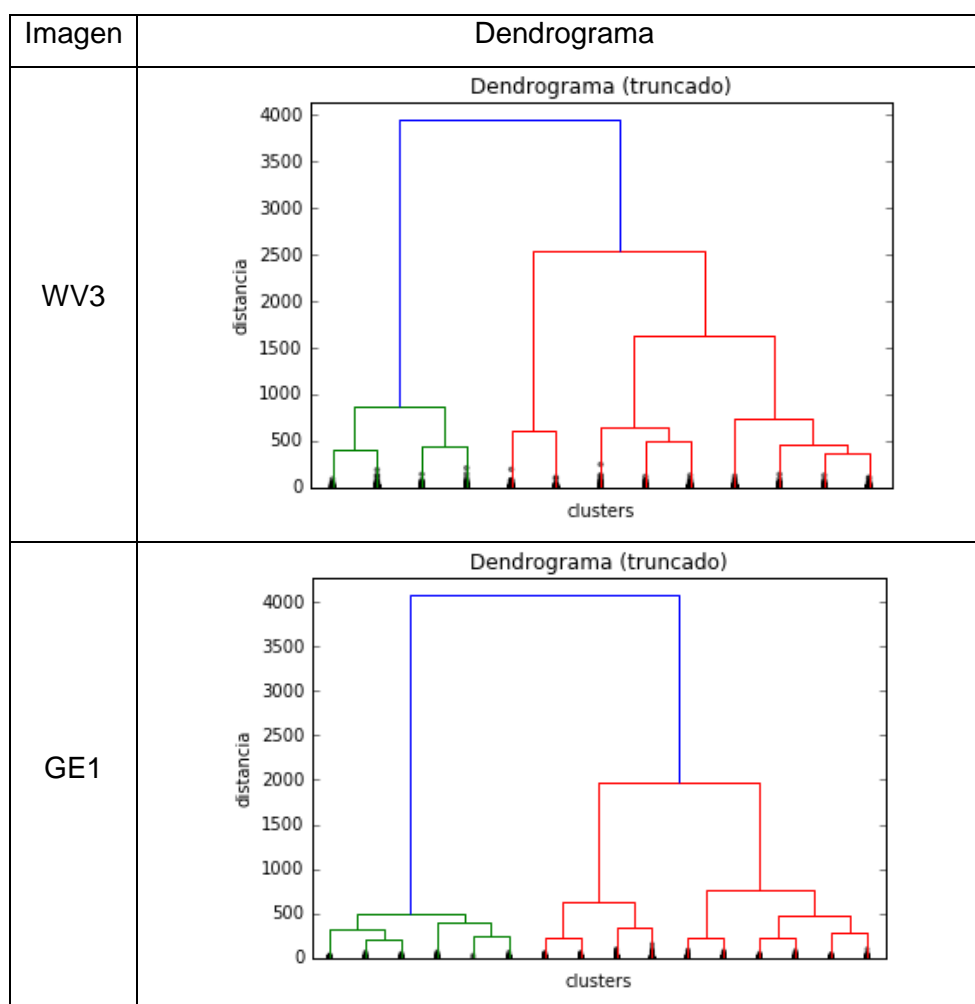 Imagen Dendrograma
WV3
Dendrograma (truncado)
4000
3500
3000
2500
2000
1500
1000
500
0
distancia
clusters
GE1
Dendrograma (truncado)
4000
3500
3000
2500
2000
1500
1000
500
0
distancia
clusters